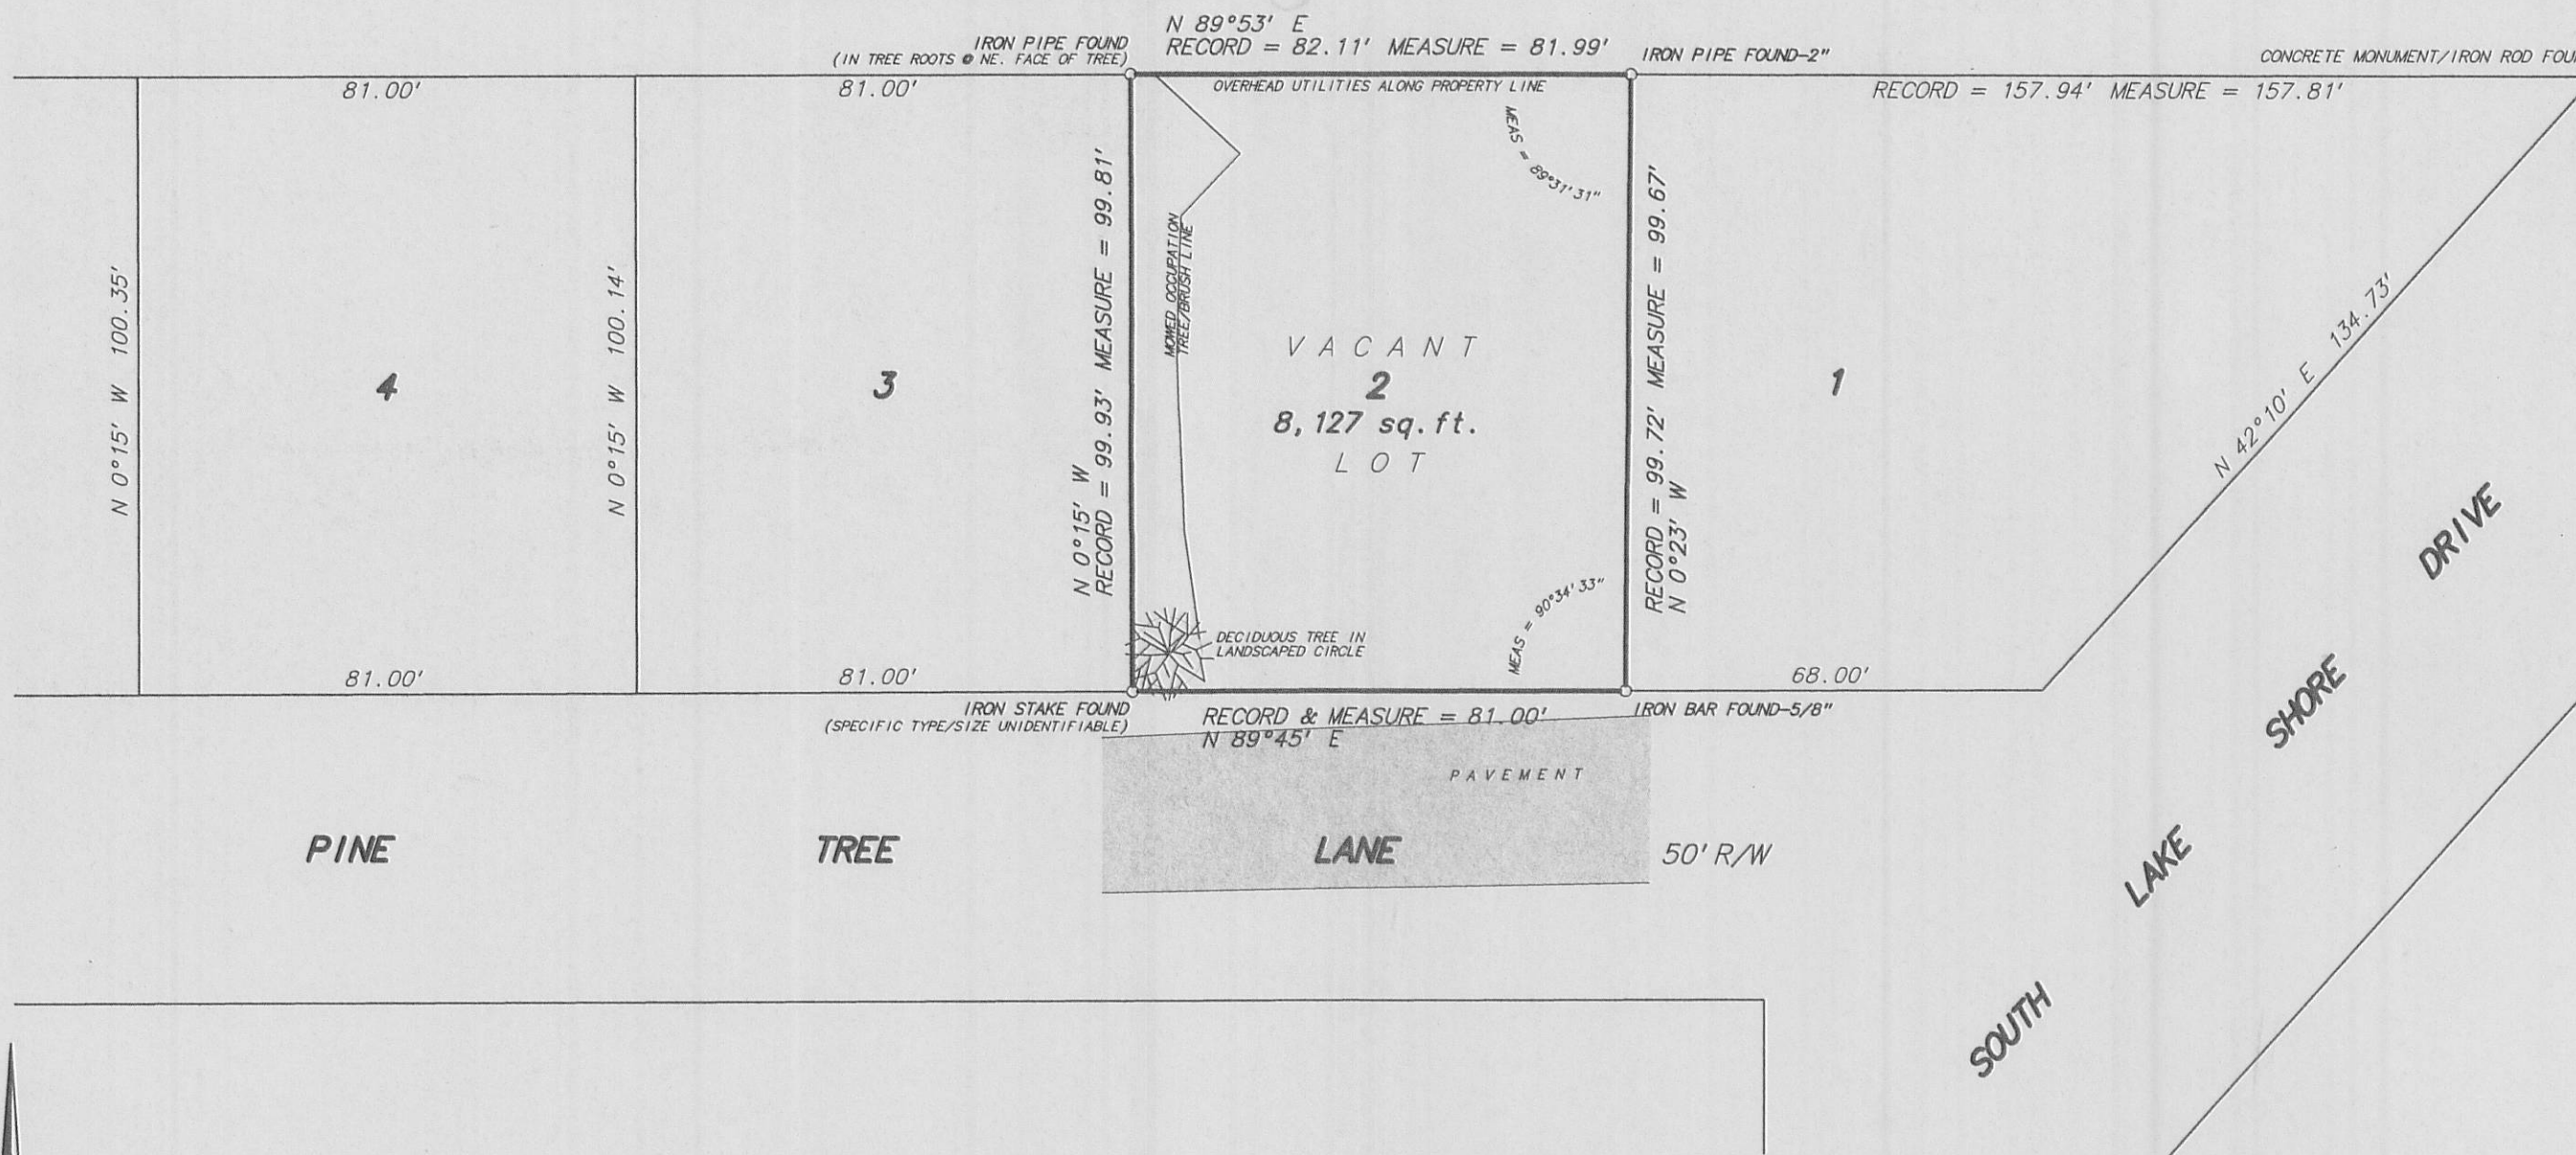 N 89°53' E
RECORD = 82.11' MEASURE = 81.99'
IRON PIPE FOUND
(IN TREE ROOTS @ NE. FACE OF TREE)
IRON PIPE FOUND-2"
CONCRETE MONUMENT/IRON ROD
81.00'
81.00'
OVERHEAD UTILITIES ALONG PROPERTY LINE
RECORD = 157.94' MEASURE = 157.81'
N 0°15' W 100.35'
4
N 0°15' W 100.14'
3
N 0°15' W
RECORD = 99.93' MEASURE = 99.81'
MOWED OCCUPATION
TREE/BRUSH LINE
MEAS = 89°31'31"
VACANT
2
8,127 sq.ft.
LOT
RECORD = 99.72' MEASURE = 99.67'
N 0°23' W
1
N 42°10' E 134.73'
MEAS = 90°34'33"
DECIDUOUS TREE IN
LANDSCAPED CIRCLE
81.00'
81.00'
68.00'
IRON STAKE FOUND
(SPECIFIC TYPE/SIZE UNIDENTIFIABLE)
RECORD & MEASURE = 81.00'
N 89°45' E
IRON BAR FOUND-5/8"
PAVEMENT
PINE TREE LANE
50' R/W
SOUTH LAKE SHORE DRIVE